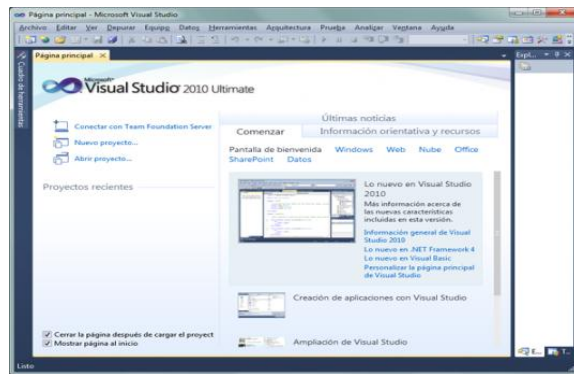 Página principal - Microsoft Visual Studio
Archivo Editar Ver Depurar Equipo Datos Herramientas Arquitectura Prueba Analizar Ventana Ayuda
Página principal
Expl...
Cuadro de herramientas
Microsoft
Visual Studio 2010 Ultimate
Conectar con Team Foundation Server
Nuevo proyecto...
Abrir proyecto...
Proyectos recientes
Cerrar la página después de cargar el proyect
Mostrar página al inicio
Últimas noticias
Comenzar Información orientativa y recursos
Pantalla de bienvenida Windows Web Nube Office
SharePoint Datos
Lo nuevo en Visual Studio
2010
Más información acerca de
las nuevas características
incluidas en esta versión.
Información general de Visual
Studio 2010
Lo nuevo en .NET Framework 4
Lo nuevo en Visual Basic
Personalizar la página principal
de Visual Studio
Creación de aplicaciones con Visual Studio
Ampliación de Visual Studio
E... T...
Listo